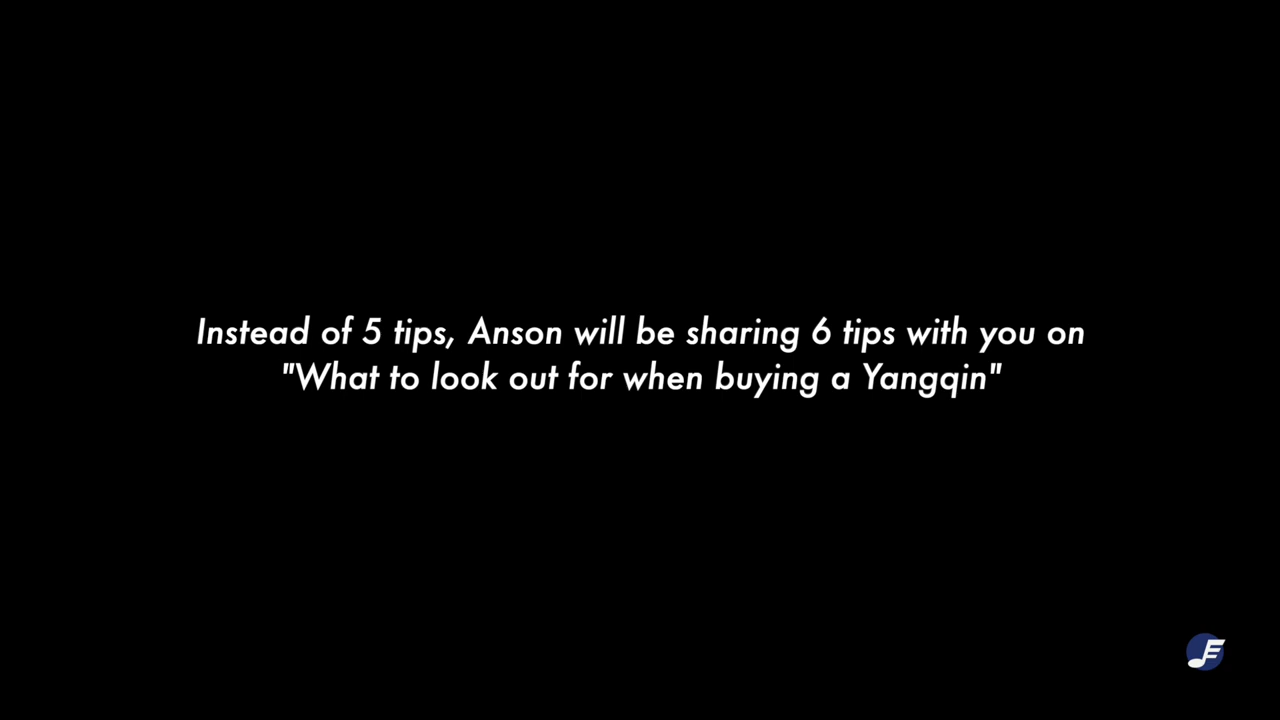 Instead of 5 tips, Anson will be sharing 6 tips with you on
"What to look out for when buying a Yangqin"